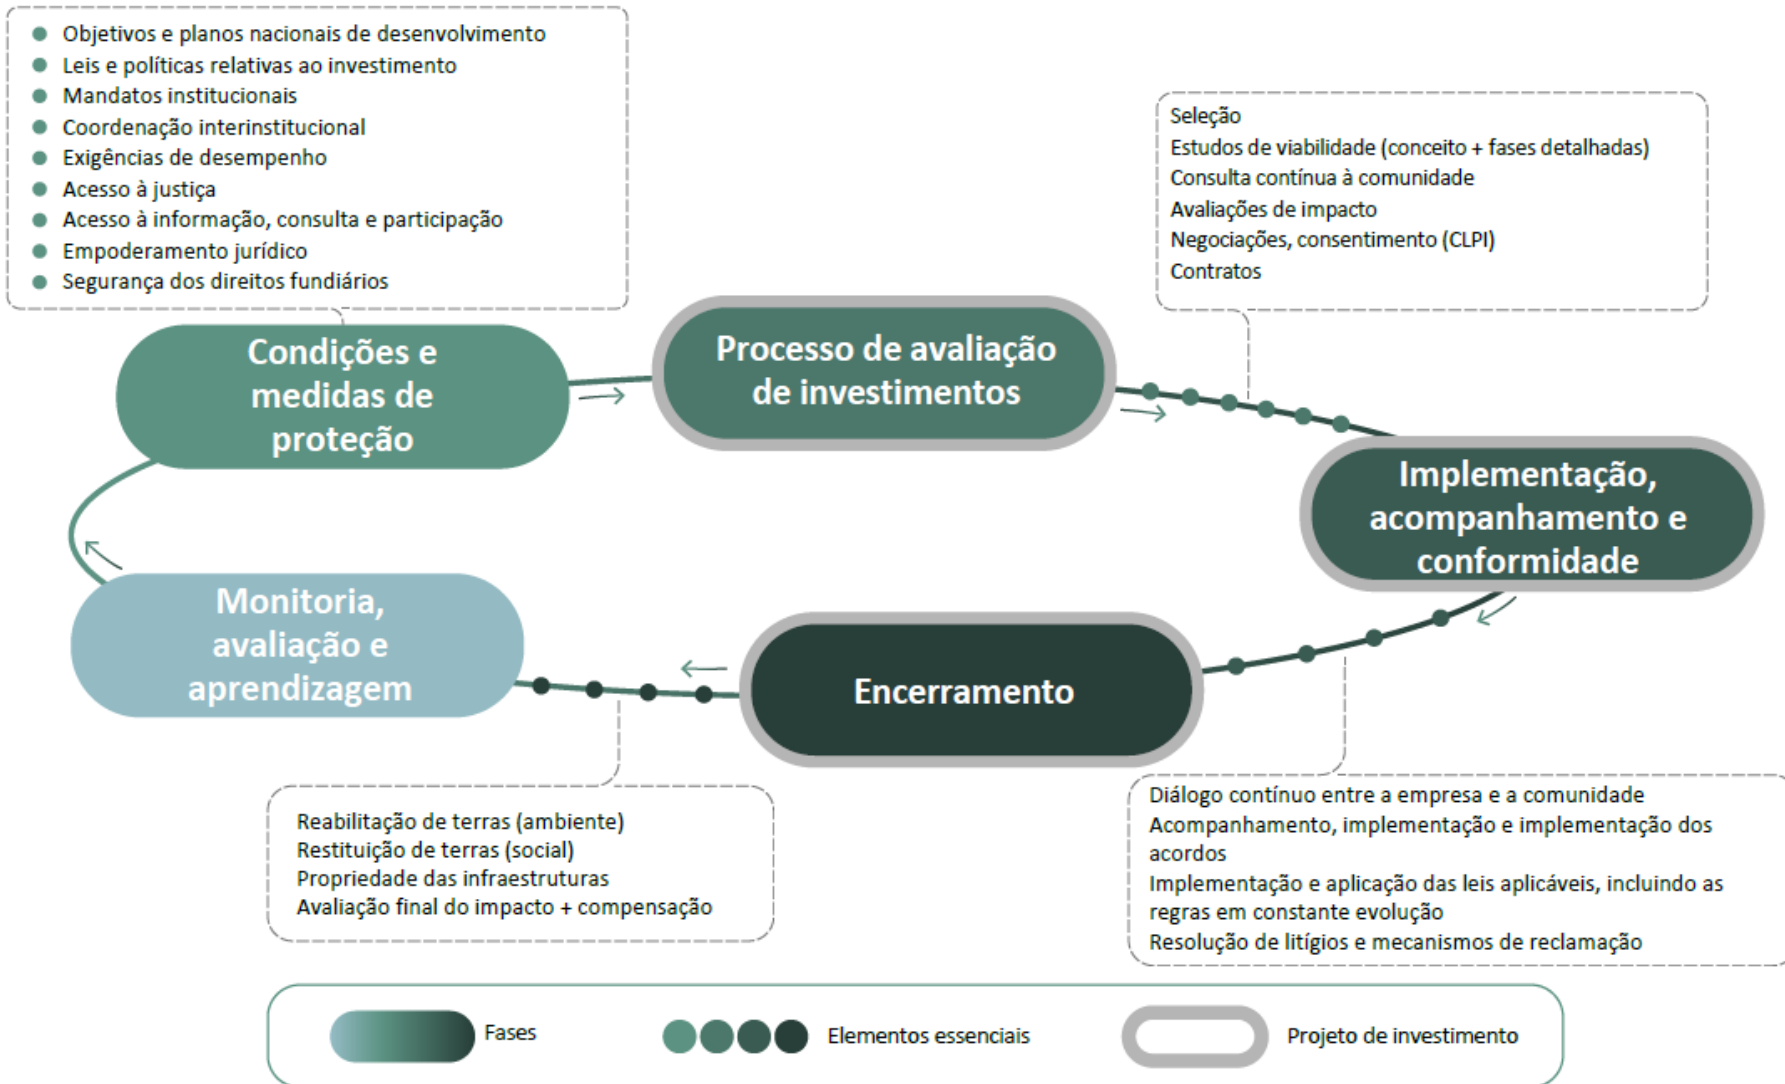 Objetivos e planos nacionais de desenvolvimento
Leis e políticas relativas ao investimento
Mandatos institucionais
Coordenação interinstitucional
Exigências de desempenho
Acesso à justiça
Acesso à informação, consulta e participação
Empoderamento jurídico
Segurança dos direitos fundiários
Seleção
Estudos de viabilidade (conceito + fases detalhadas)
Consulta contínua à comunidade
Avaliações de impacto
Negociações, consentimento (CLPI)
Contratos
Condições e
medidas de
proteção
Processo de avaliação
de investimentos
Implementação,
acompanhamento e
conformidade
Monitoria,
avaliação e
aprendizagem
Encerramento
Reabilitação de terras (ambiente)
Restituição de terras (social)
Propriedade das infraestruturas
Avaliação final do impacto + compensação
Diálogo contínuo entre a empresa e a comunidade
Acompanhamento, implementação e implementação dos
acordos
Implementação e aplicação das leis aplicáveis, incluindo as
regras em constante evolução
Resolução de litígios e mecanismos de reclamação
Fases
Elementos essenciais
Projeto de investimento